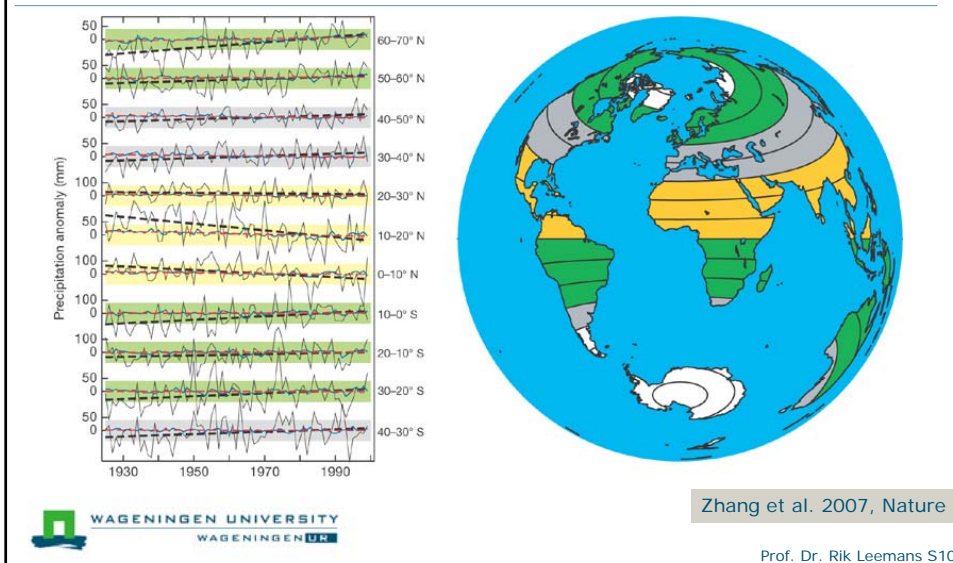 Precipitation anomaly (mm)
50
0
60–70° N
50
0
50–60° N
50
0
40–50° N
50
0
30–40° N
100
0
20–30° N
50
0
10–20° N
100
0
0–10° N
100
0
10–0° S
100
0
20–10° S
50
0
30–20° S
50
0
40–30° S
1930
1950
1970
1990
WAGENINGEN UNIVERSITY
WAGENINGEN UR
Zhang et al. 2007, Nature
Prof. Dr. Rik Leemans S10